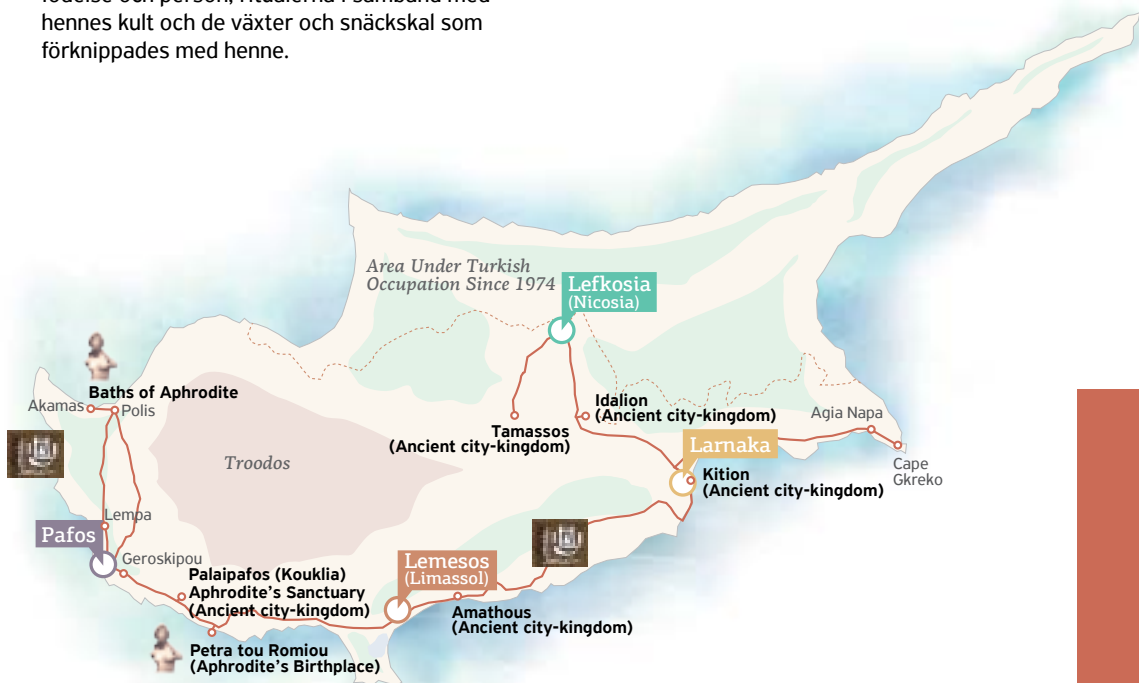 hennes kult och de växter och snäckskal som
förknippades med henne.
Area Under Turkish
Occupation Since 1974
Lefkosia
(Nicosia)
Baths of Aphrodite
Akamas
Polis
Idalion
(Ancient city-kingdom)
Tamassos
(Ancient city-kingdom)
Agia Napa
Larnaka
Cape
Gkreko
Troodos
Kition
(Ancient city-kingdom)
Lempa
Pafos
Geroskipou
Lemesos
(Limassol)
Palaipafos (Kouklia)
Aphrodite's Sanctuary
(Ancient city-kingdom)
Amathous
(Ancient city-kingdom)
Petra tou Romiou
(Aphrodite's Birthplace)